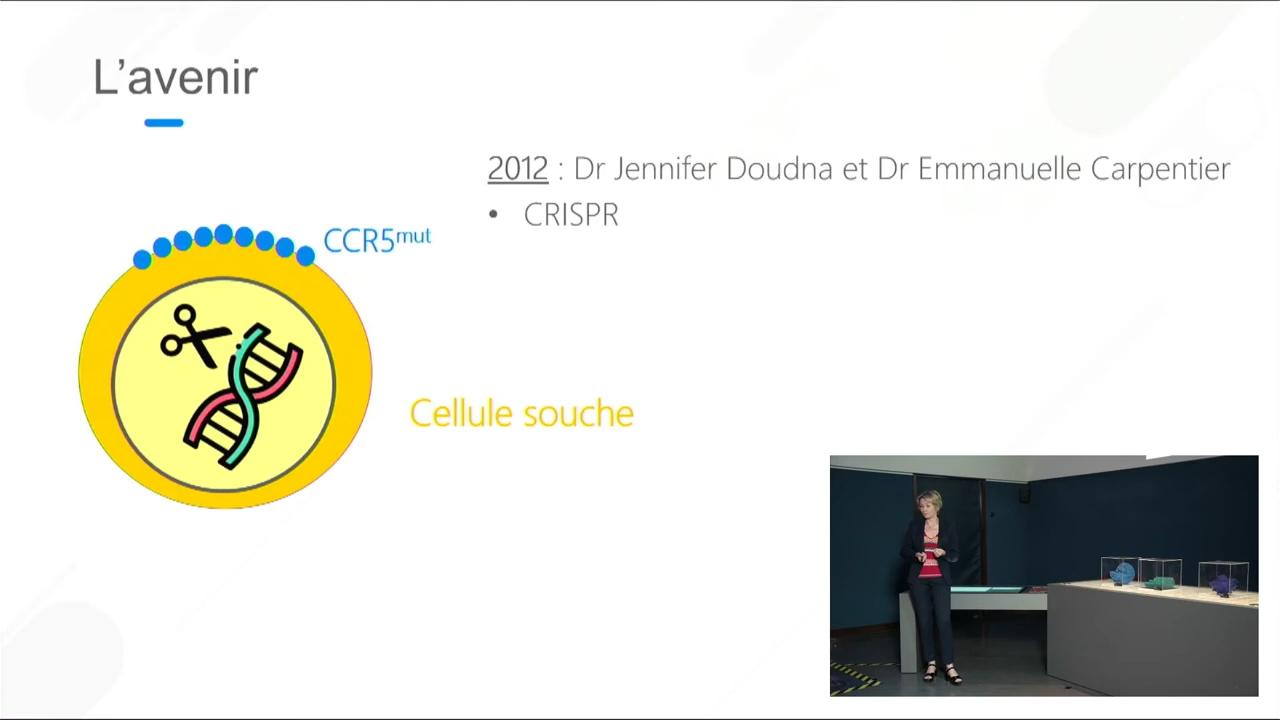 L'avenir
2012 : Dr Jennifer Doudna et Dr Emmanuelle Carpentier
• CRISPR
CCR5mut
Cellule souche